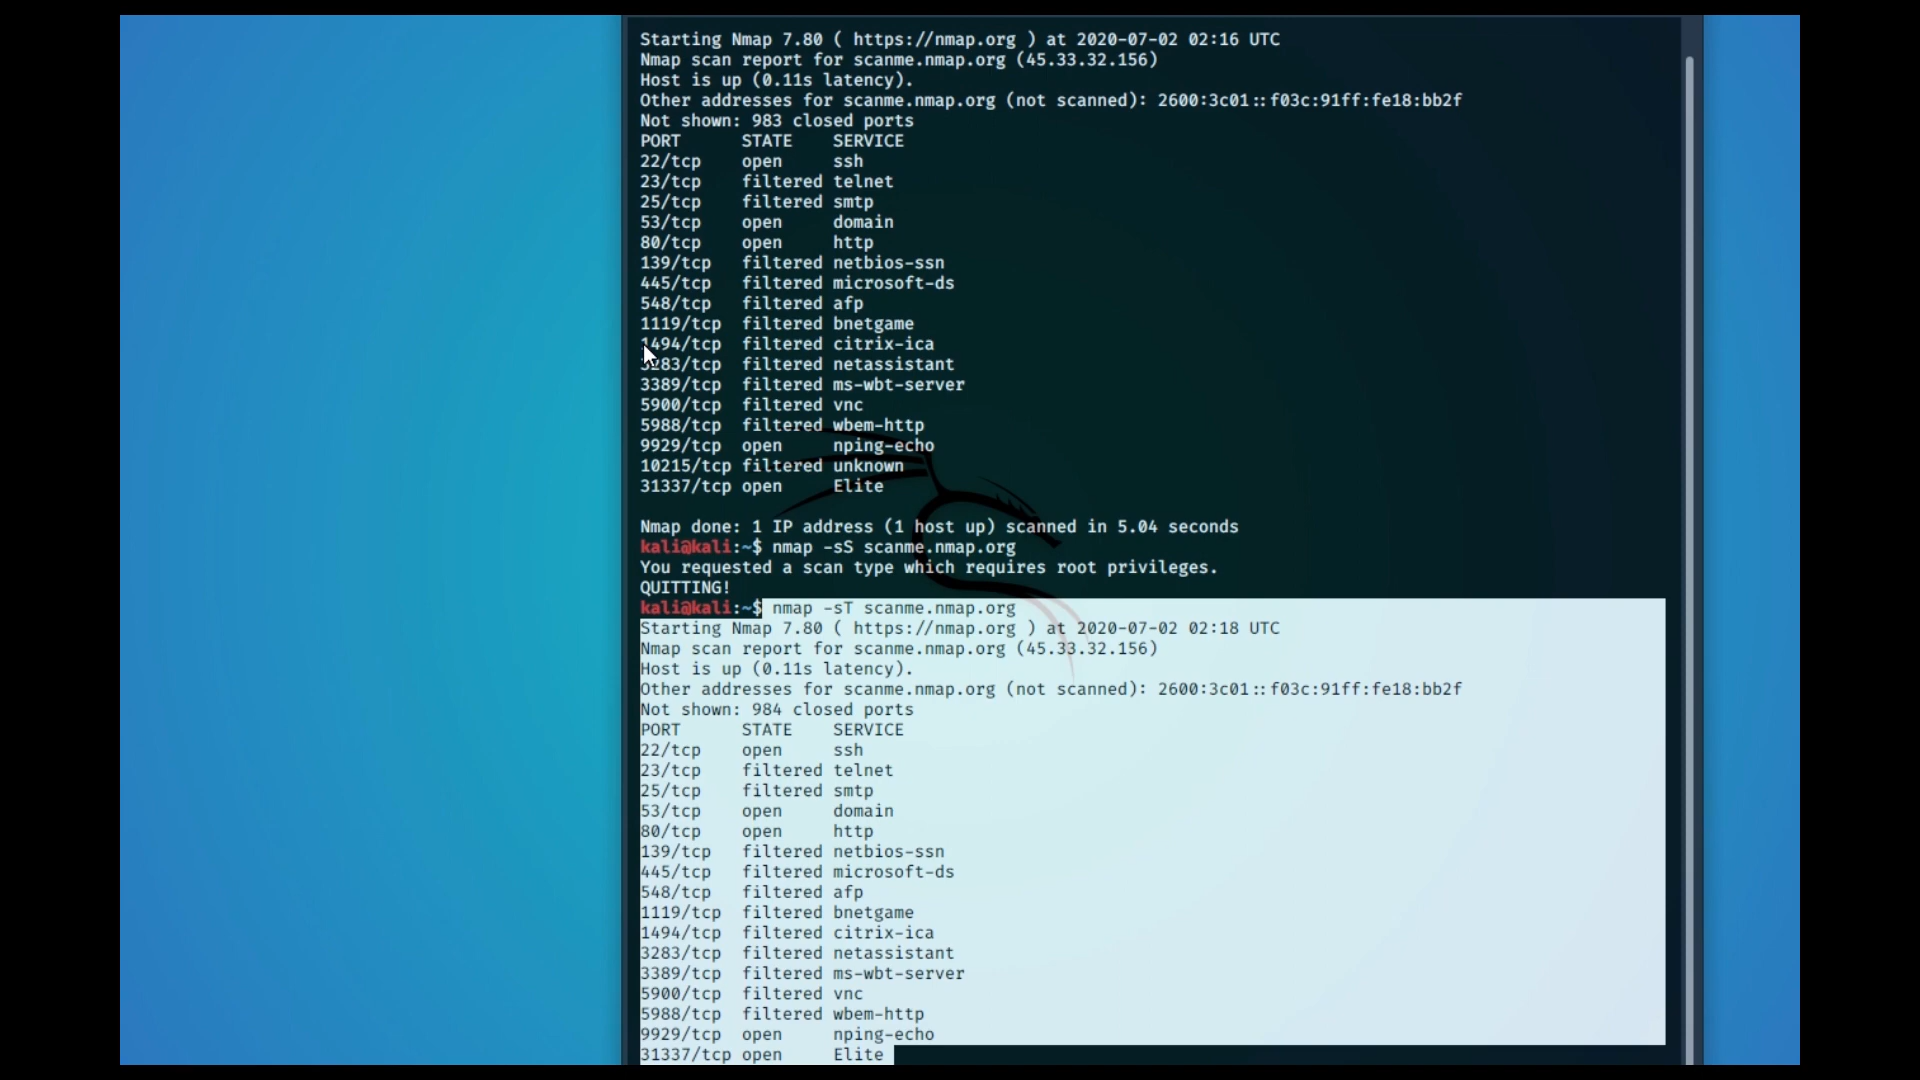 Starting Nmap 7.80 ( https://nmap.org ) at 2020-07-02 02:16 UTC
Nmap scan report for scanme.nmap.org (45.33.32.156)
Host is up (0.11s latency).
Other addresses for scanme.nmap.org (not scanned): 2600:3c01::f03c:91ff:fe18:bb2f
Not shown: 983 closed ports
PORT      STATE    SERVICE
22/tcp    open     ssh
23/tcp    filtered telnet
25/tcp    filtered smtp
53/tcp    open     domain
80/tcp    open     http
139/tcp   filtered netbios-ssn
445/tcp   filtered microsoft-ds
548/tcp   filtered afp
1119/tcp  filtered bnetgame
1494/tcp  filtered citrix-ica
3283/tcp  filtered netassistant
3389/tcp  filtered ms-wbt-server
5900/tcp  filtered vnc
5988/tcp  filtered wbem-http
9929/tcp  open     nping-echo
10215/tcp filtered unknown
31337/tcp open     Elite
Nmap done: 1 IP address (1 host up) scanned in 5.04 seconds
kali@kali:~$ nmap -sS scanme.nmap.org
You requested a scan type which requires root privileges.
QUITTING!
kali@kali:~$ nmap -sT scanme.nmap.org
Starting Nmap 7.80 ( https://nmap.org ) at 2020-07-02 02:18 UTC
Nmap scan report for scanme.nmap.org (45.33.32.156)
Host is up (0.11s latency).
Other addresses for scanme.nmap.org (not scanned): 2600:3c01::f03c:91ff:fe18:bb2f
Not shown: 984 closed ports
PORT      STATE    SERVICE
22/tcp    open     ssh
23/tcp    filtered telnet
25/tcp    filtered smtp
53/tcp    open     domain
80/tcp    open     http
139/tcp   filtered netbios-ssn
445/tcp   filtered microsoft-ds
548/tcp   filtered afp
1119/tcp  filtered bnetgame
1494/tcp  filtered citrix-ica
3283/tcp  filtered netassistant
3389/tcp  filtered ms-wbt-server
5900/tcp  filtered vnc
5988/tcp  filtered wbem-http
9929/tcp  open     nping-echo
31337/tcp open     Elite